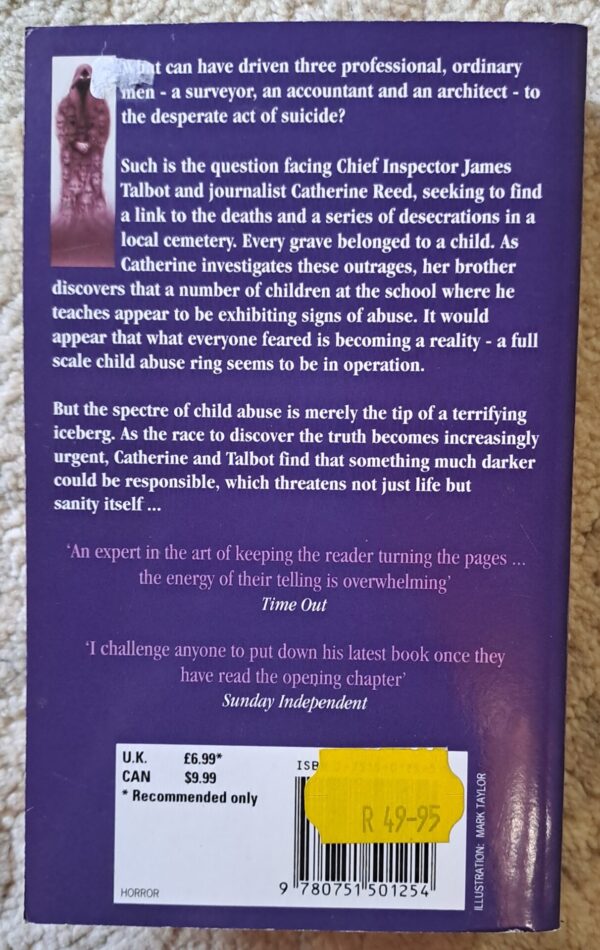 can have driven three professional, ordinary
men - a surveyor, an accountant and an architect - to
the desperate act of suicide?
Such is the question facing Chief Inspector James
Talbot and journalist Catherine Reed, seeking to find
a link to the deaths and a series of desecrations in a
local cemetery. Every grave belonged to a child. As
Catherine investigates these outrages, her brother
discovers that a number of children at the school where he
teaches appear to be exhibiting signs of abuse. It would
appear that what everyone feared is becoming a reality - a full
scale child abuse ring seems to be in operation.
But the spectre of child abuse is merely the tip of a terrifying
iceberg. As the race to discover the truth becomes increasingly
urgent, Catherine and Talbot find that something much darker
could be responsible, which threatens not just life but
sanity itself ...
'An expert in the art of keeping the reader turning the pages ...
the energy of their telling is overwhelming'
Time Out
'I challenge anyone to put down his latest book once they
have read the opening chapter'
Sunday Independent
U.K. £6.99*
CAN $9.99
* Recommended only
R 49-95
HORROR
9 780751 501254
ILLUSTRATION: MARK TAYLOR